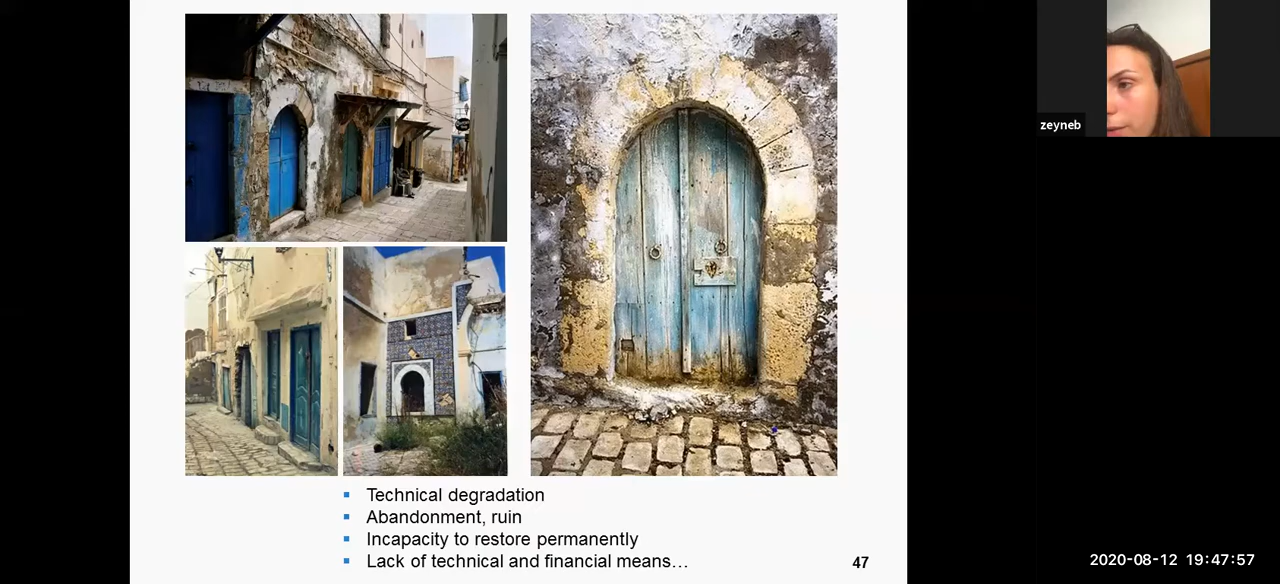 zeyneb
Technical degradation
Abandonment, ruin
Incapacity to restore permanently
Lack of technical and financial means…
47
2020-08-12 19:47:57